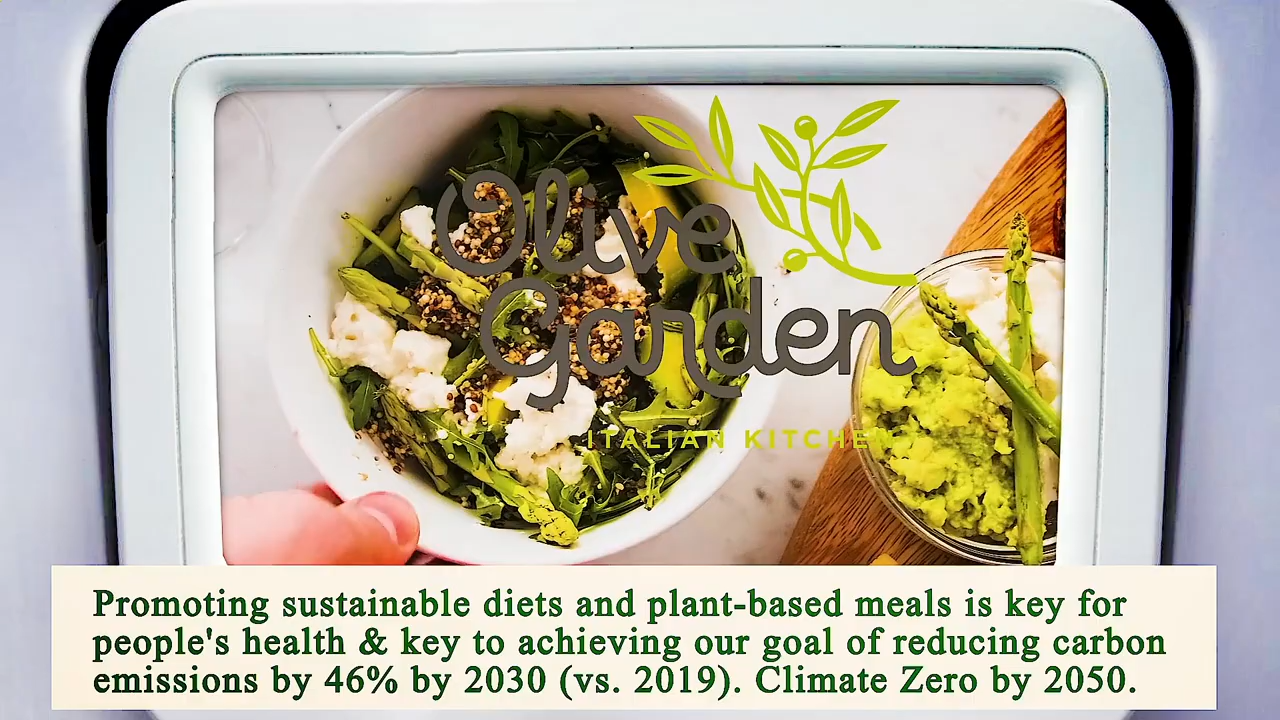 Olive
Garden
ITALIAN KITCHEN
Promoting sustainable diets and plant-based meals is key for
people's health & key to achieving our goal of reducing carbon
emissions by 46% by 2030 (vs. 2019). Climate Zero by 2050.